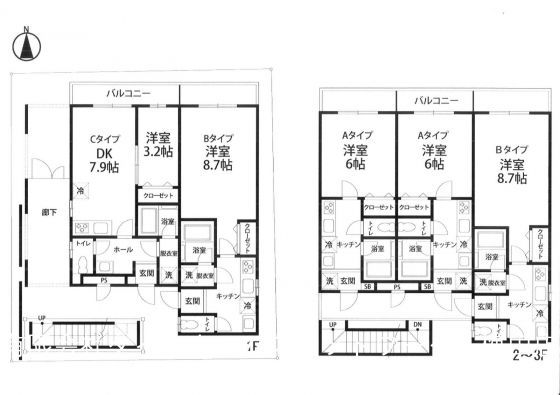 N
バルコニー
Cタイプ
DK
7.9帖
洋室
3.2帖
Bタイプ
洋室
8.7帖
冷
クローゼット
廊下
浴室
トイレ
ホール
浴室
クローゼット
脱衣室
玄関
洗
洗
脱衣室
PS
キッチン
玄関
冷
トイレ
UP
1F
バルコニー
Aタイプ
洋室
6帖
Aタイプ
洋室
6帖
Bタイプ
洋室
8.7帖
クローゼット
クローゼット
トイレ
トイレ
冷
キッチン
キッチン
冷
浴室
浴室
浴室
クローゼット
洗
玄関
玄関
洗
洗
脱衣室
SB
PS
SB
玄関
キッチン
冷
トイレ
UP
DN
2～3F